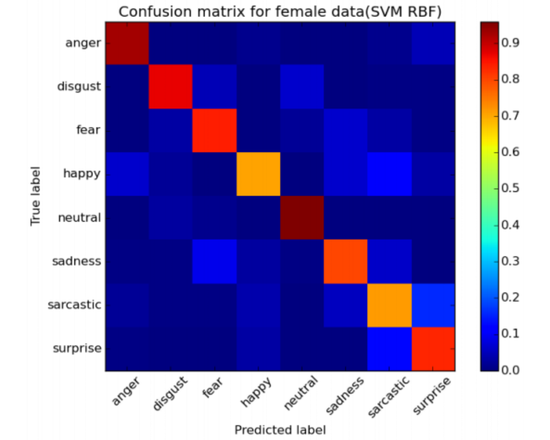 Confusion matrix for female data(SVM RBF)
True label
anger
disgust
fear
happy
neutral
sadness
sarcastic
surprise
anger
disgust
fear
happy
neutral
sadness
sarcastic
surprise
Predicted label
0.9
0.8
0.7
0.6
0.5
0.4
0.3
0.2
0.1
0.0